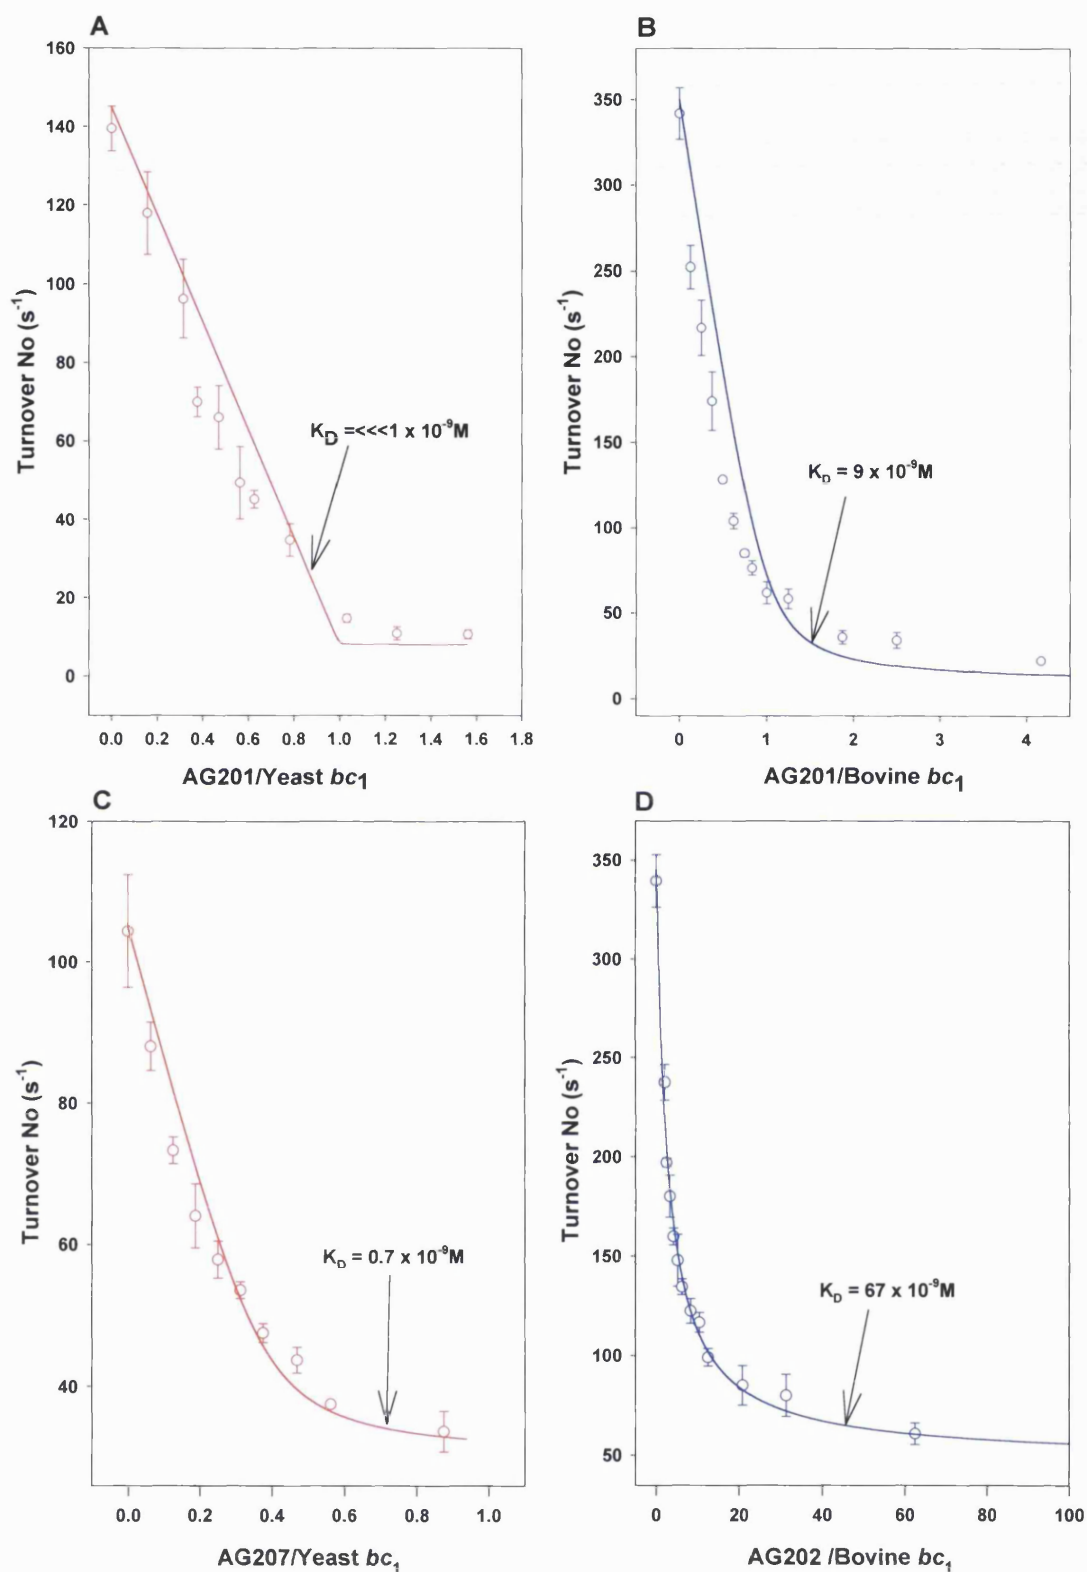 A
Turnover No (s⁻¹)
160
140
120
100
80
60
40
20
0
K_D =<<<1 x 10⁻⁹M
0.0 0.2 0.4 0.6 0.8 1.0 1.2 1.4 1.6 1.8
AG201/Yeast bc₁
B
Turnover No (s⁻¹)
350
300
250
200
150
100
50
0
K_D = 9 x 10⁻⁹M
0 1 2 3 4
AG201/Bovine bc₁
C
Turnover No (s⁻¹)
120
100
80
60
40
K_D = 0.7 x 10⁻⁹M
0.0 0.2 0.4 0.6 0.8 1.0
AG207/Yeast bc₁
D
Turnover No (s⁻¹)
350
300
250
200
150
100
50
K_D = 67 x 10⁻⁹M
0 20 40 60 80 100
AG202 /Bovine bc₁